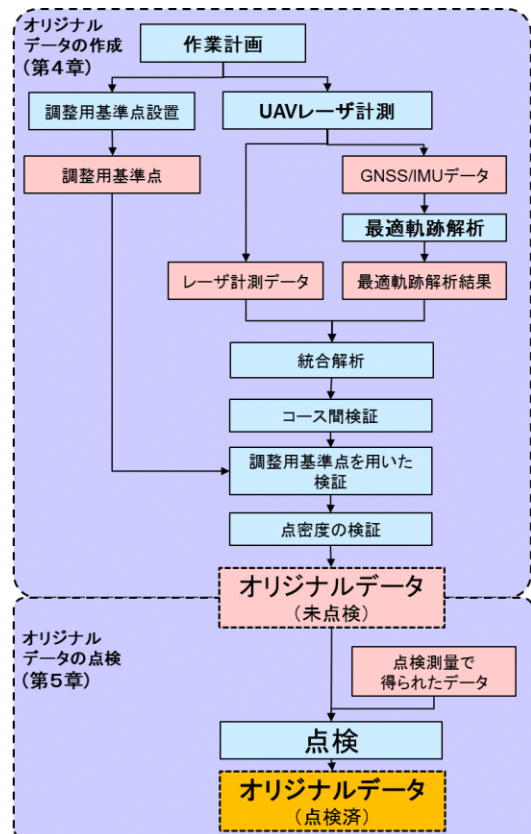 オリジナル
データの作成
(第4章)
作業計画
調整用基準点設置
UAVレーザ計測
調整用基準点
GNSS/IMUデータ
最適軌跡解析
レーザ計測データ
最適軌跡解析結果
統合解析
コース間検証
調整用基準点を用いた
検証
点密度の検証
オリジナルデータ
(未点検)
オリジナル
データの点検
(第5章)
点検測量で
得られたデータ
点検
オリジナルデータ
(点検済)